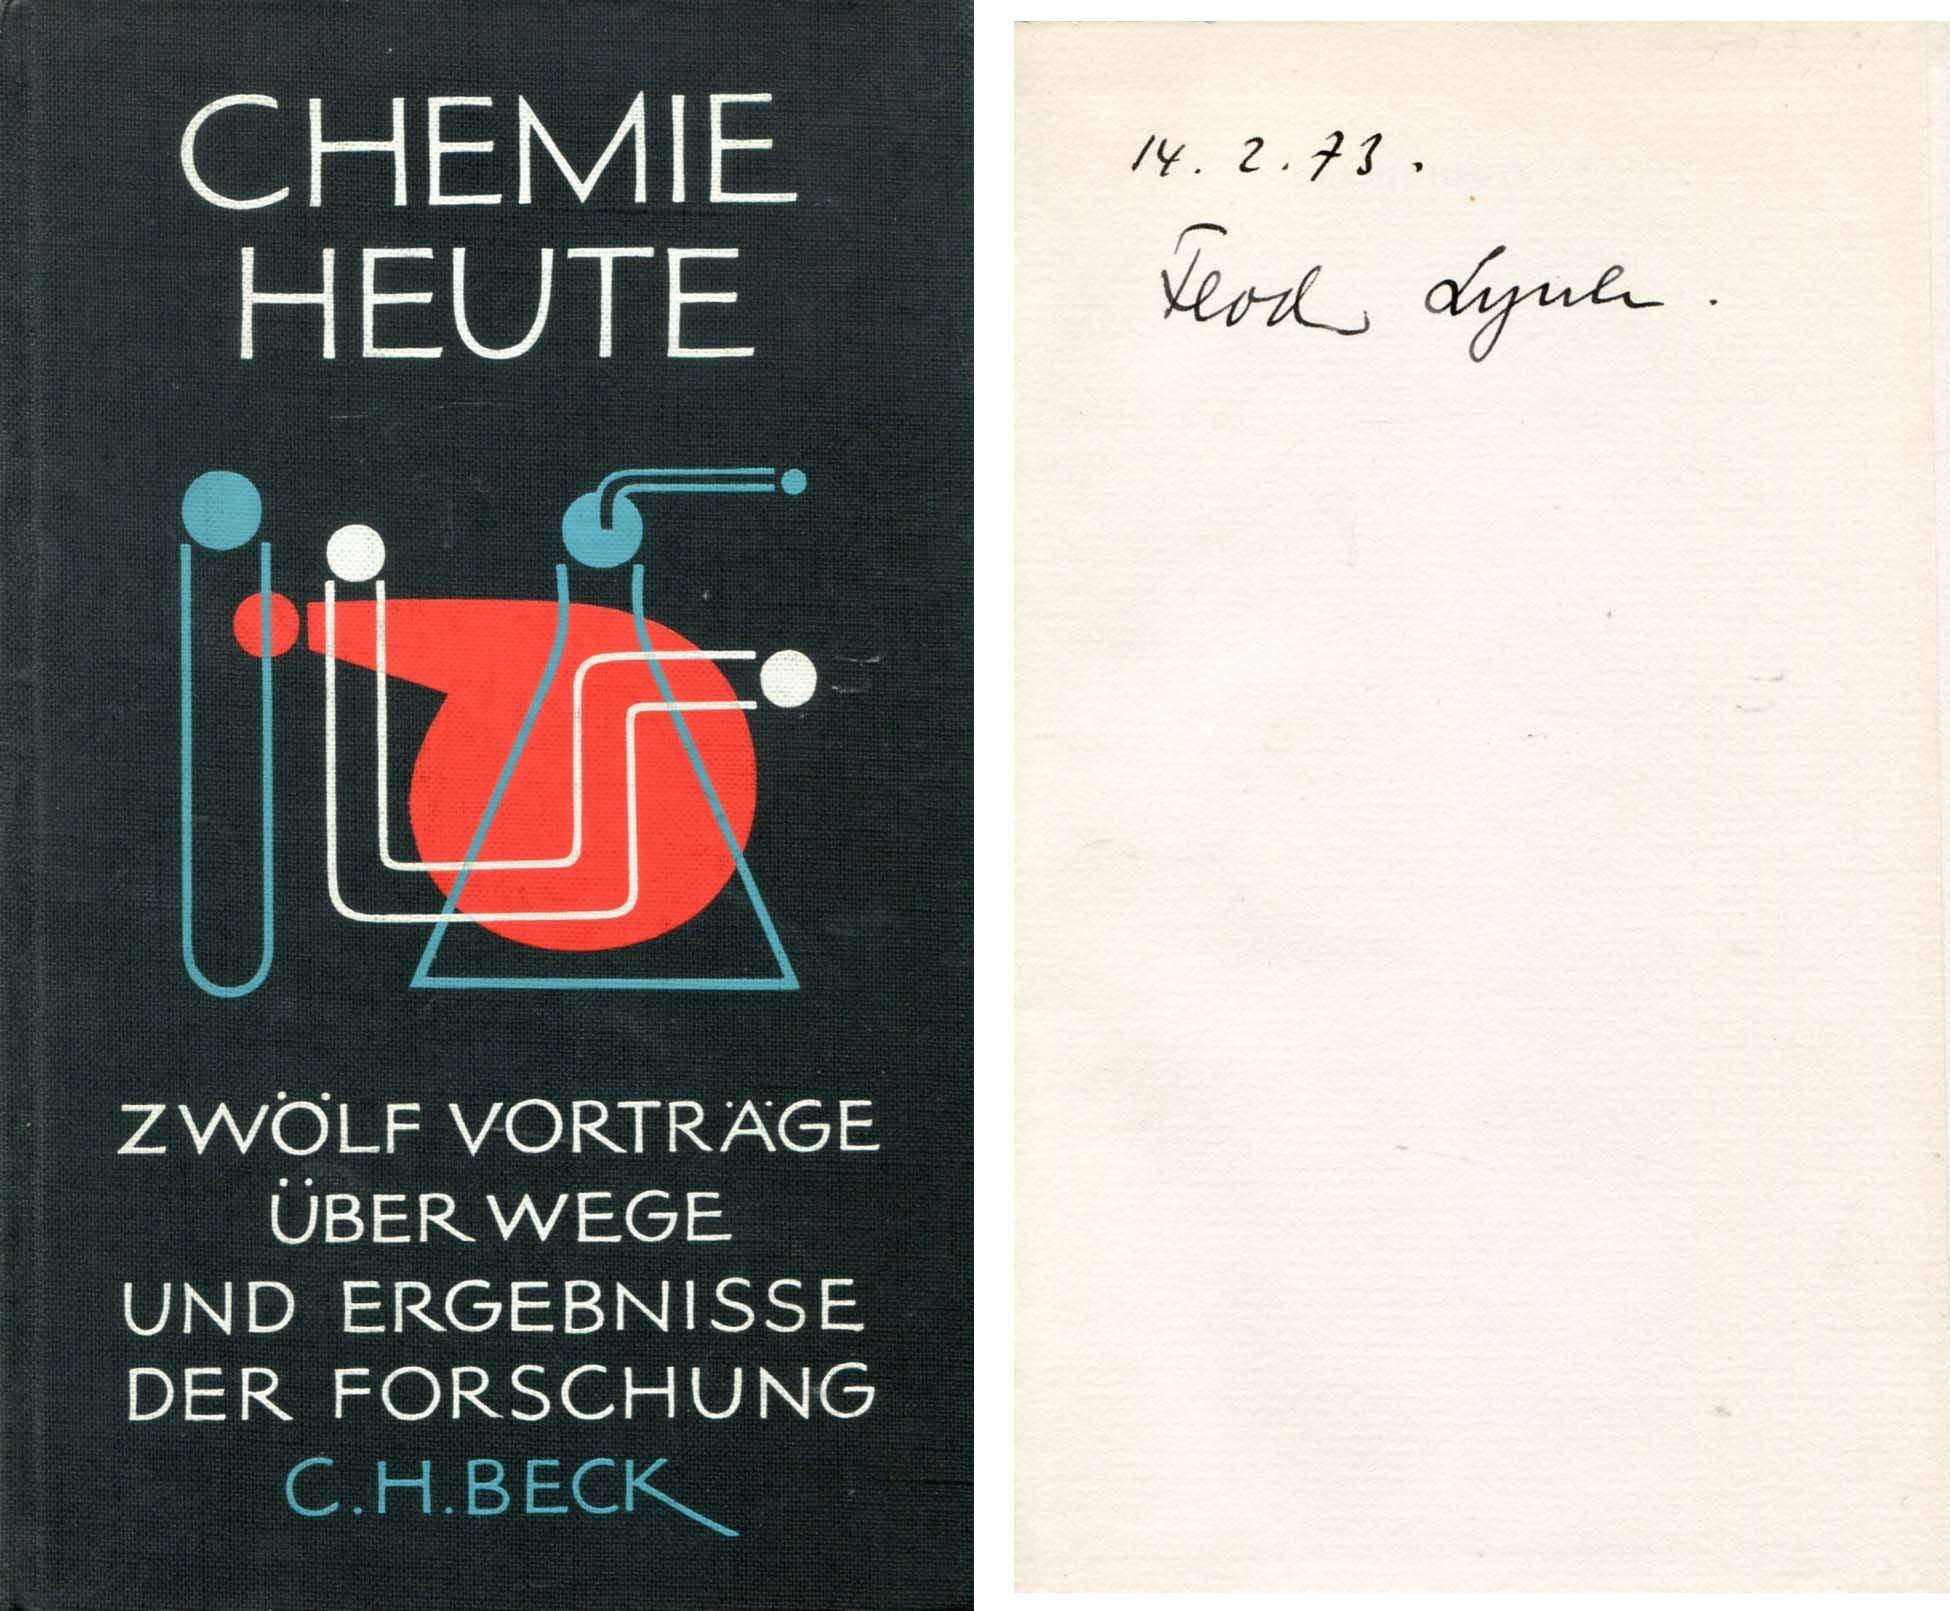 CHEMIE
HEUTE
ZWÖLF VORTRÄGE
ÜBER WEGE
UND ERGEBNISSE
DER FORSCHUNG
C.H.BECK
14. 2. 73.
Feodor Lynen.